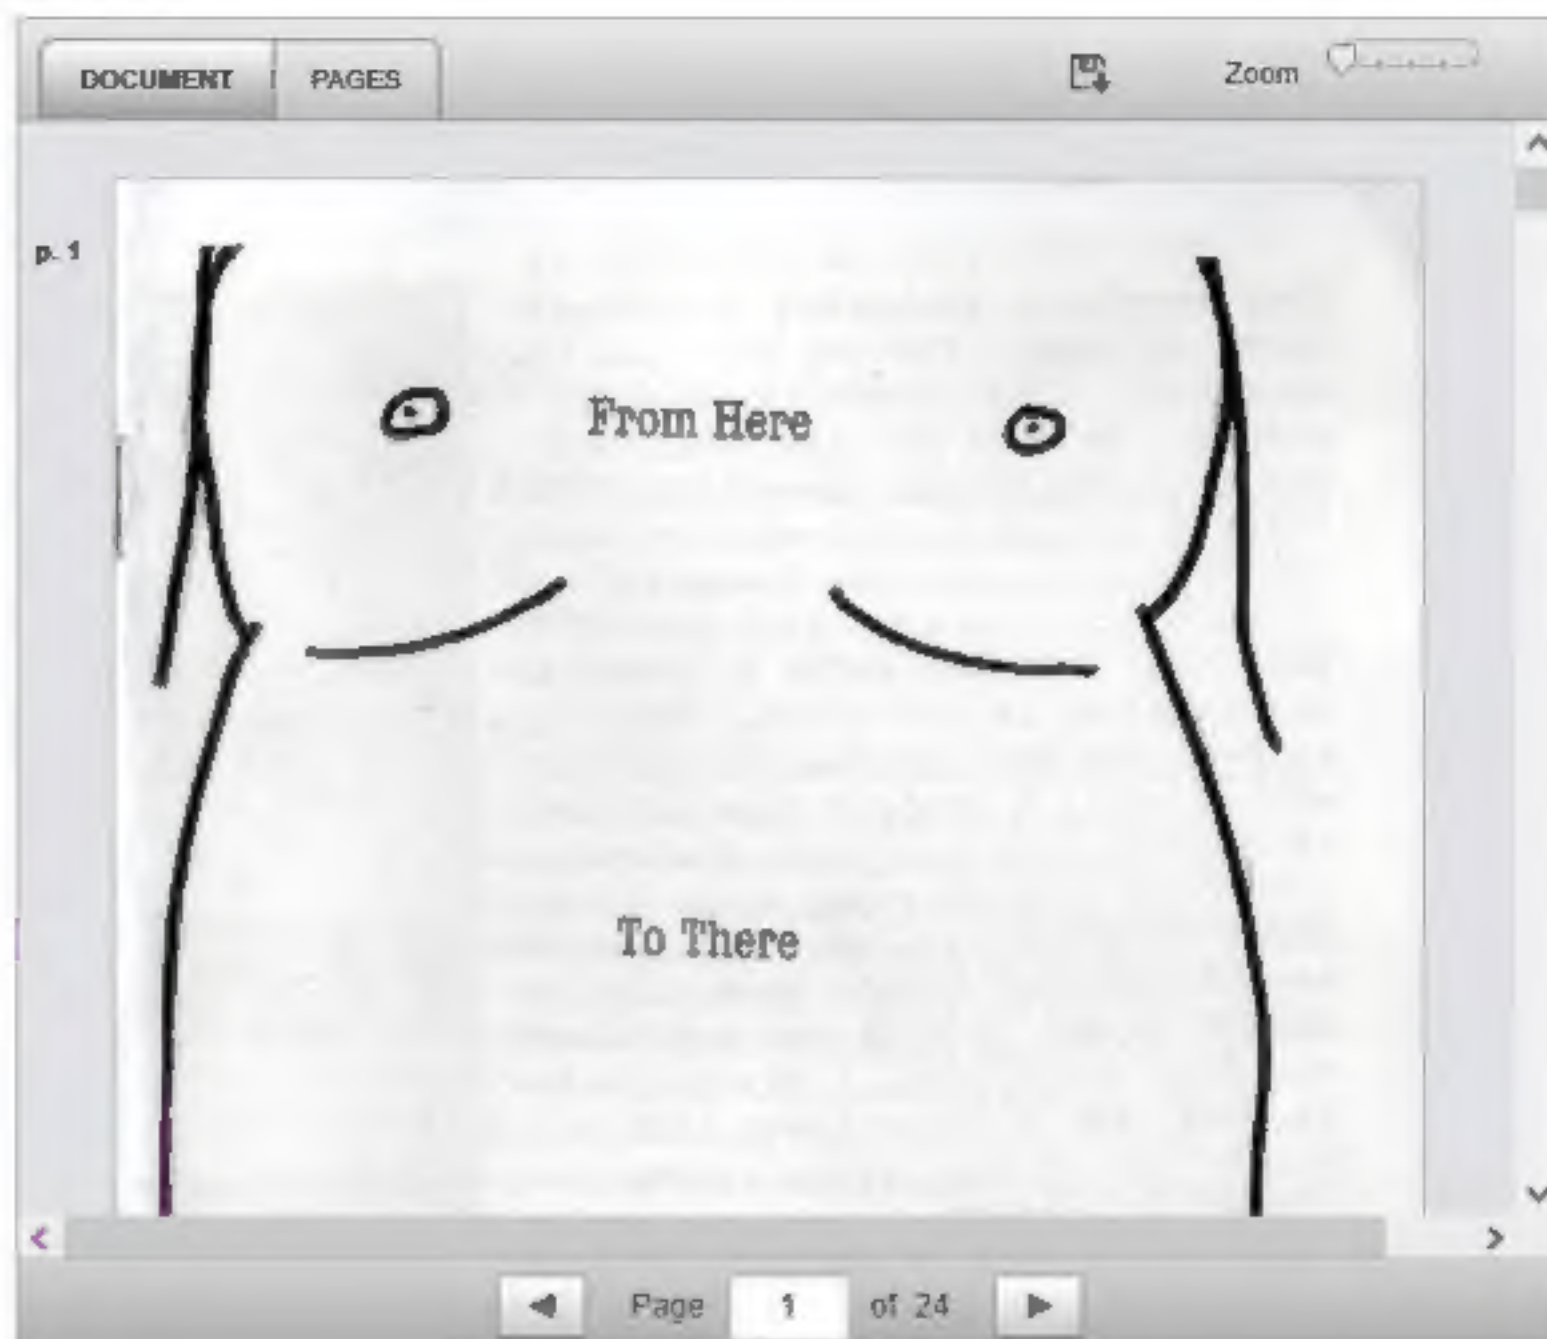 DOCUMENT PAGES Zoom
p. 1
From Here
To There
Page 1 of 24